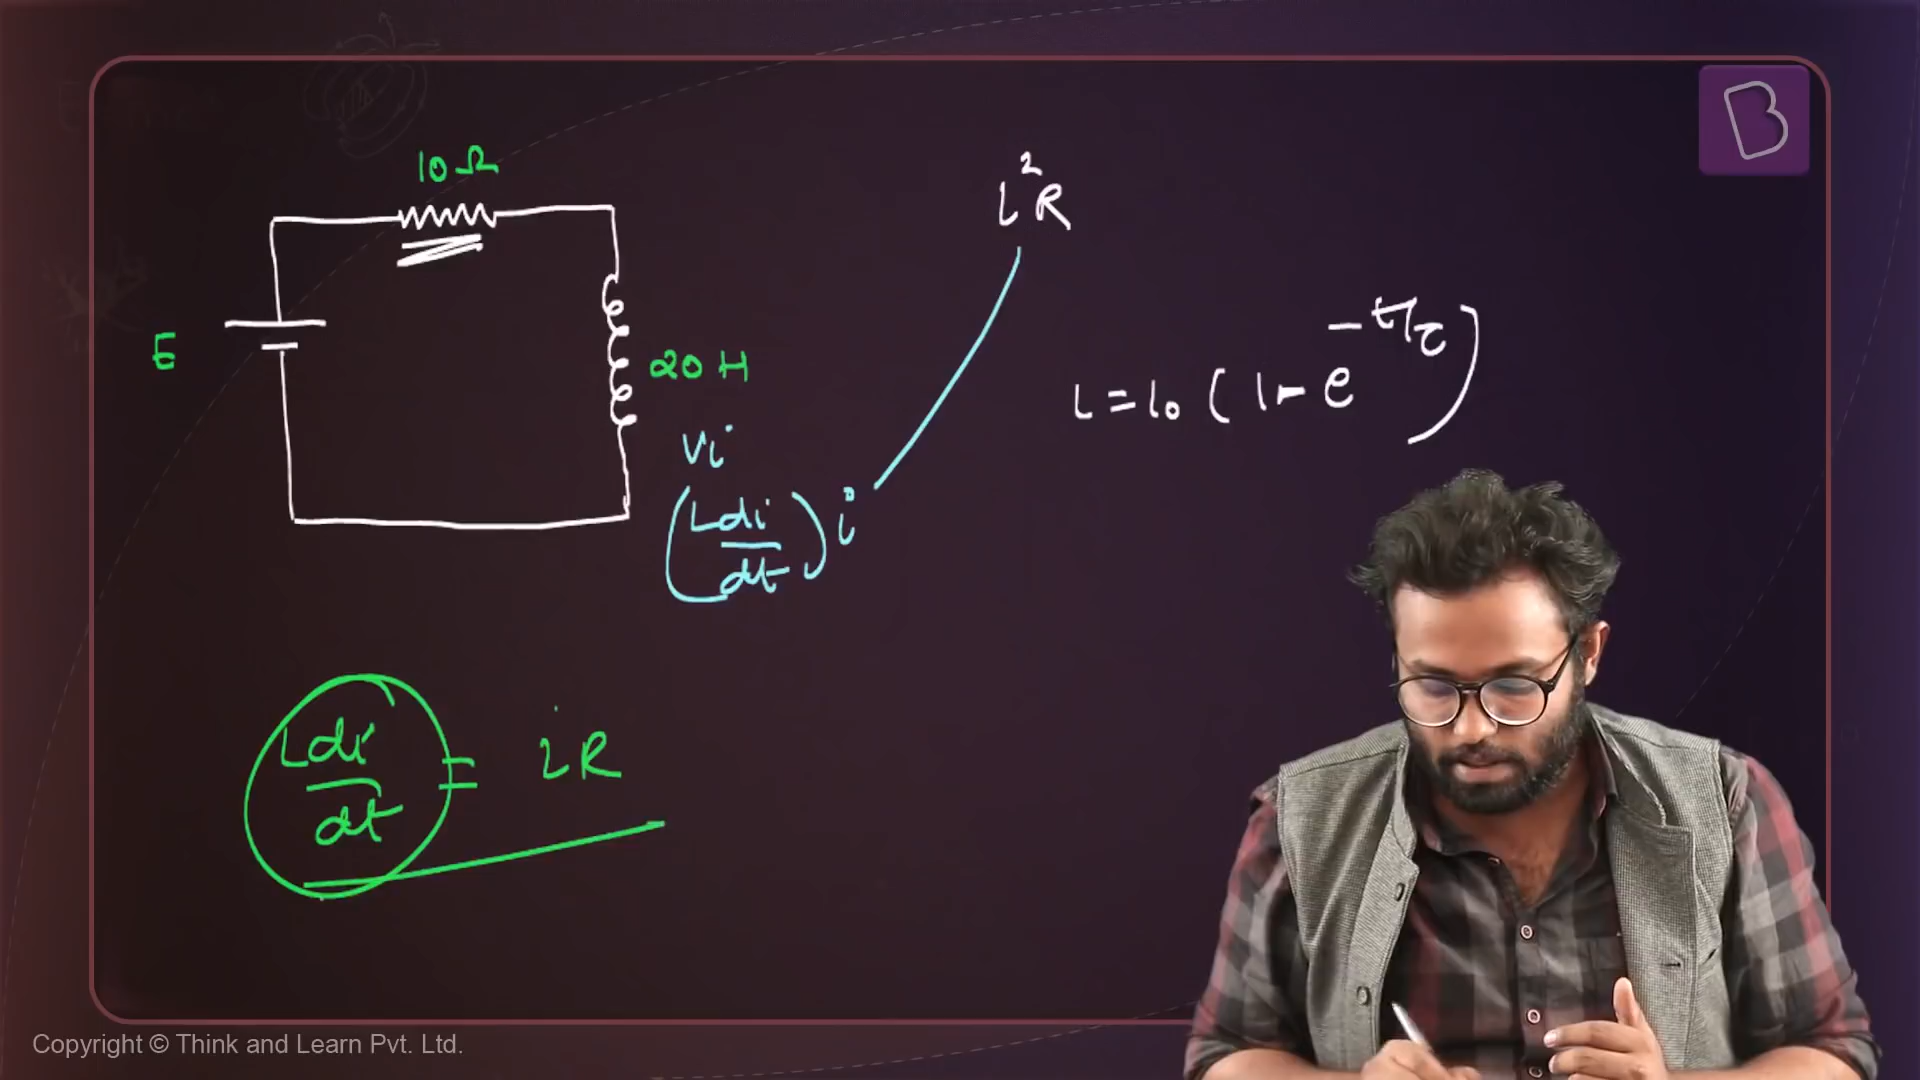 10Ω
E
20 H
Vi
(Ldi/dt) i
i²R
i = i₀ (1 - e^(-t/τ))
Ldi/dt = iR
B
Copyright © Think and Learn Pvt. Ltd.